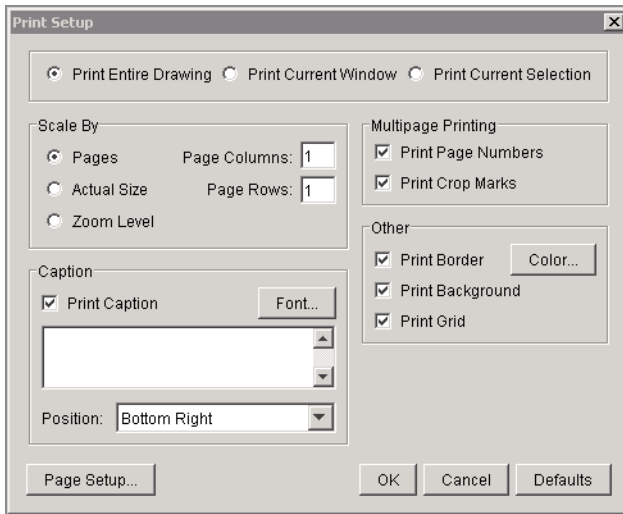 Print Setup
Print Entire Drawing Print Current Window Print Current Selection
Scale By
Pages Page Columns: 1
Actual Size Page Rows: 1
Zoom Level
Multipage Printing
Print Page Numbers
Print Crop Marks
Other
Print Border Color...
Print Background
Print Grid
Caption
Print Caption Font...
Position: Bottom Right
Page Setup... OK Cancel Defaults